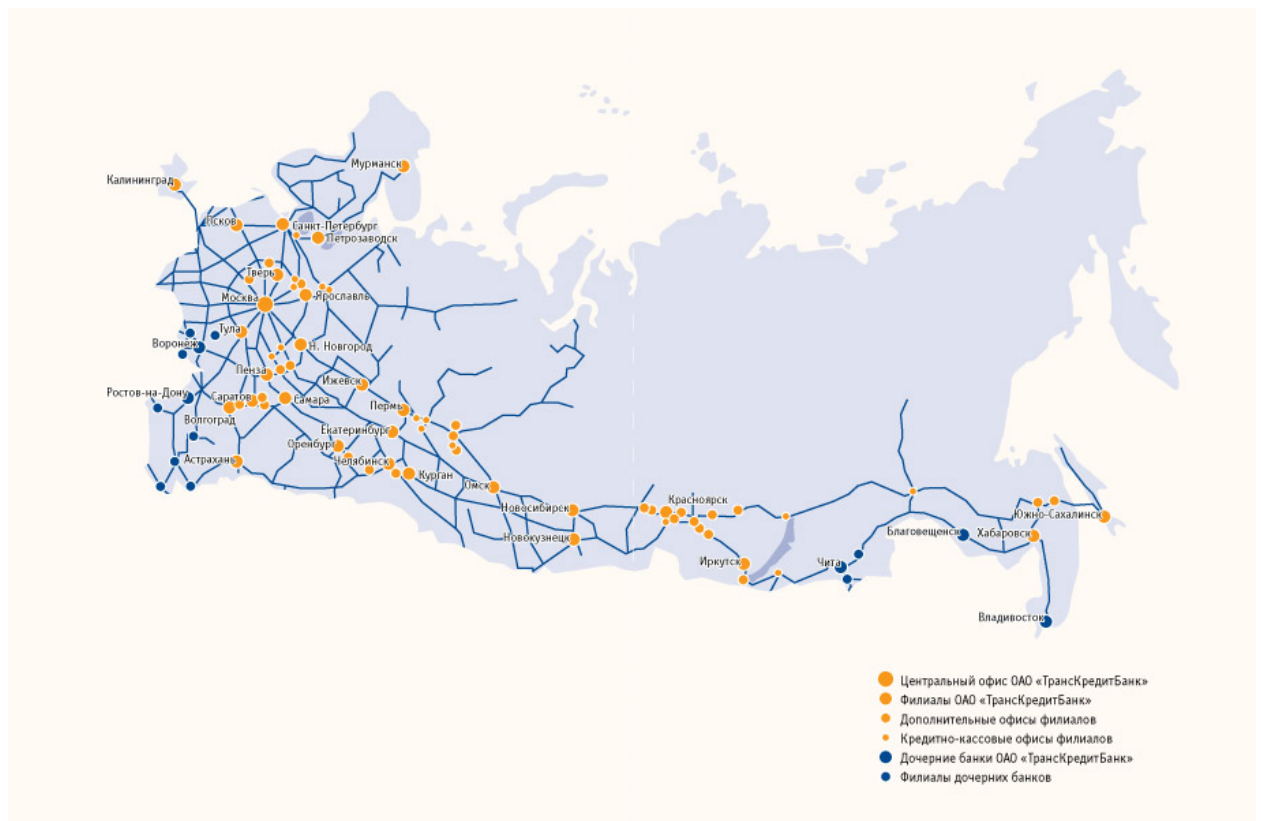 Мурманск
Калининград
Псков
Санкт-Петербург
Петрозаводск
Тверь
Москва
Ярославль
Тула
Воронеж
Н. Новгород
Пенза
Ижевск
Ростов-на-Дону
Саратов
Самара
Пермь
Волгоград
Екатеринбург
Оренбург
Астрахань
Челябинск
Курган
Омск
Красноярск
Новосибирек
Южно-Сахалинск
Благовещенск
Хабаровск
Новокузнецк
Иркутск
Чита
Владивосток
Центральный офис ОАО «ТрансКредитБанк»
Филиалы ОАО «ТрансКредитБанк»
Дополнительные офисы филиалов
Кредитно-кассовые офисы филиалов
Дочерние банки ОАО «ТрансКредитБанк»
Филиалы дочерних банков